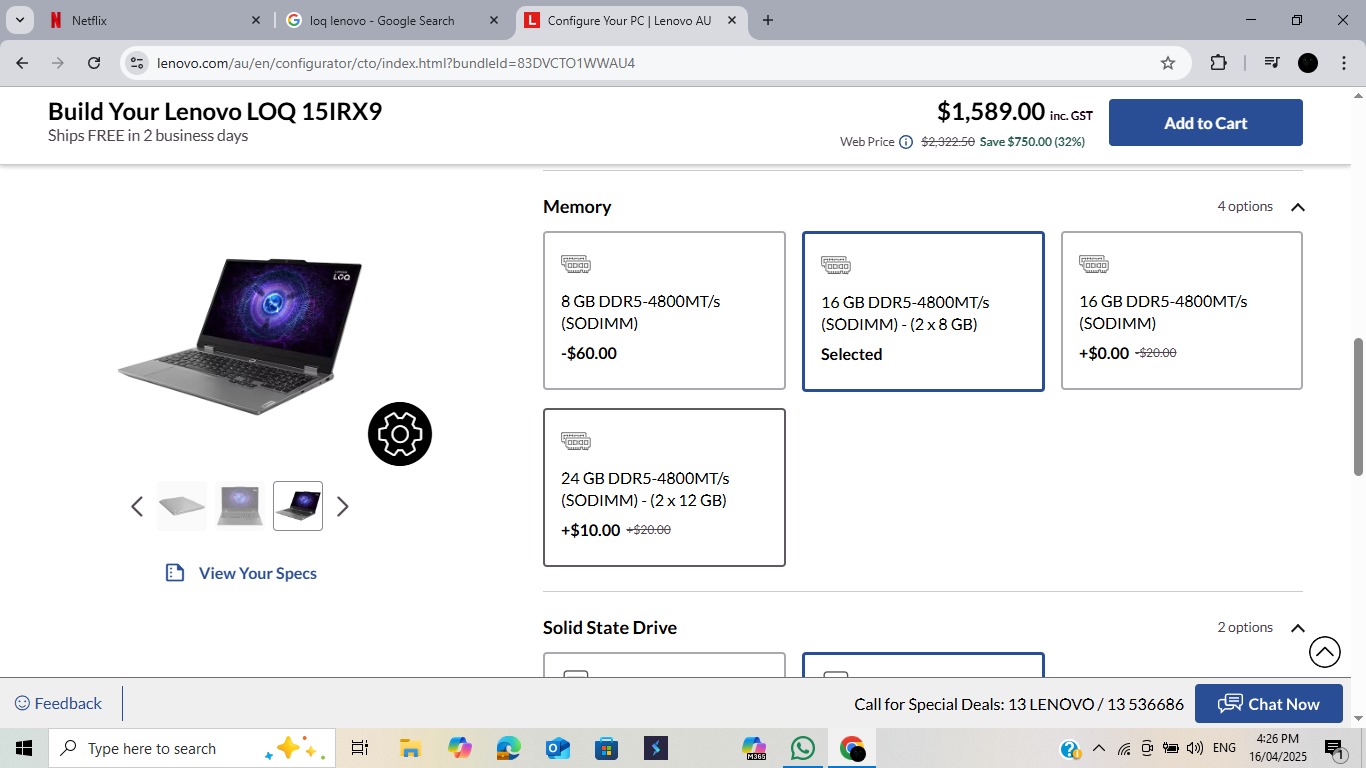 Netflix
loq lenovo - Google Search
Configure Your PC | Lenovo AU
lenovo.com/au/en/configurator/cto/index.html?bundleId=83DVCTO1WWAU4
Build Your Lenovo LOQ 15IRX9
Ships FREE in 2 business days
$1,589.00 inc. GST
Web Price $2,322.50 Save $750.00 (32%)
Add to Cart
Memory
4 options
8 GB DDR5-4800MT/s
(SODIMM)
-$60.00
16 GB DDR5-4800MT/s
(SODIMM) - (2 x 8 GB)
Selected
16 GB DDR5-4800MT/s
(SODIMM)
+$0.00 -$20.00
24 GB DDR5-4800MT/s
(SODIMM) - (2 x 12 GB)
+$10.00 +$20.00
LOQ
View Your Specs
Solid State Drive
2 options
Feedback
Call for Special Deals: 13 LENOVO / 13 536686
Chat Now
Type here to search
M365
ENG
4:26 PM
16/04/2025
1